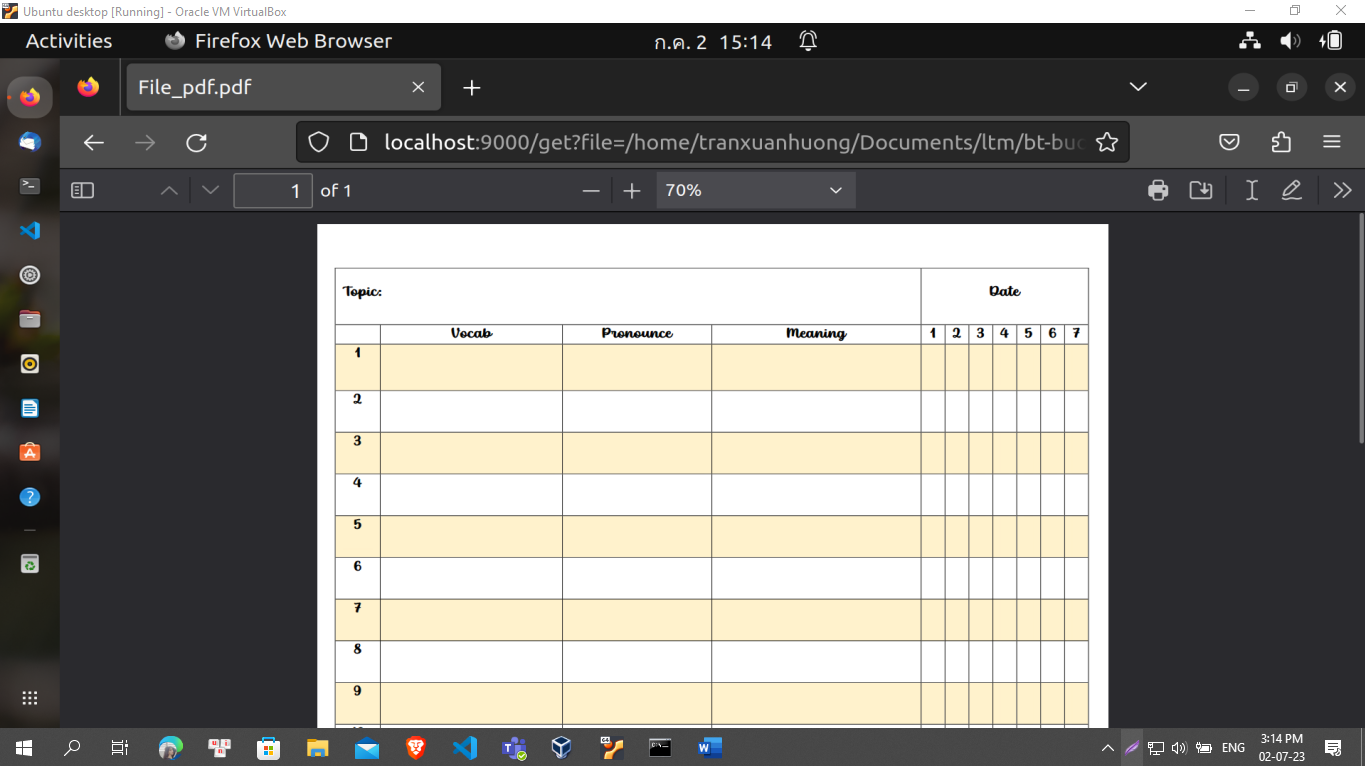 Ubuntu desktop [Running] - Oracle VM VirtualBox
Activities Firefox Web Browser ก.ค. 2 15:14
File_pdf.pdf
localhost:9000/get?file=/home/tranxuanhuong/Documents/ltm/bt-buo
1 of 1 70%
Topic: Date
Vocab Pronounce Meaning 1 2 3 4 5 6 7
1
2
3
4
5
6
7
8
9
ENG 3:14 PM
02-07-23